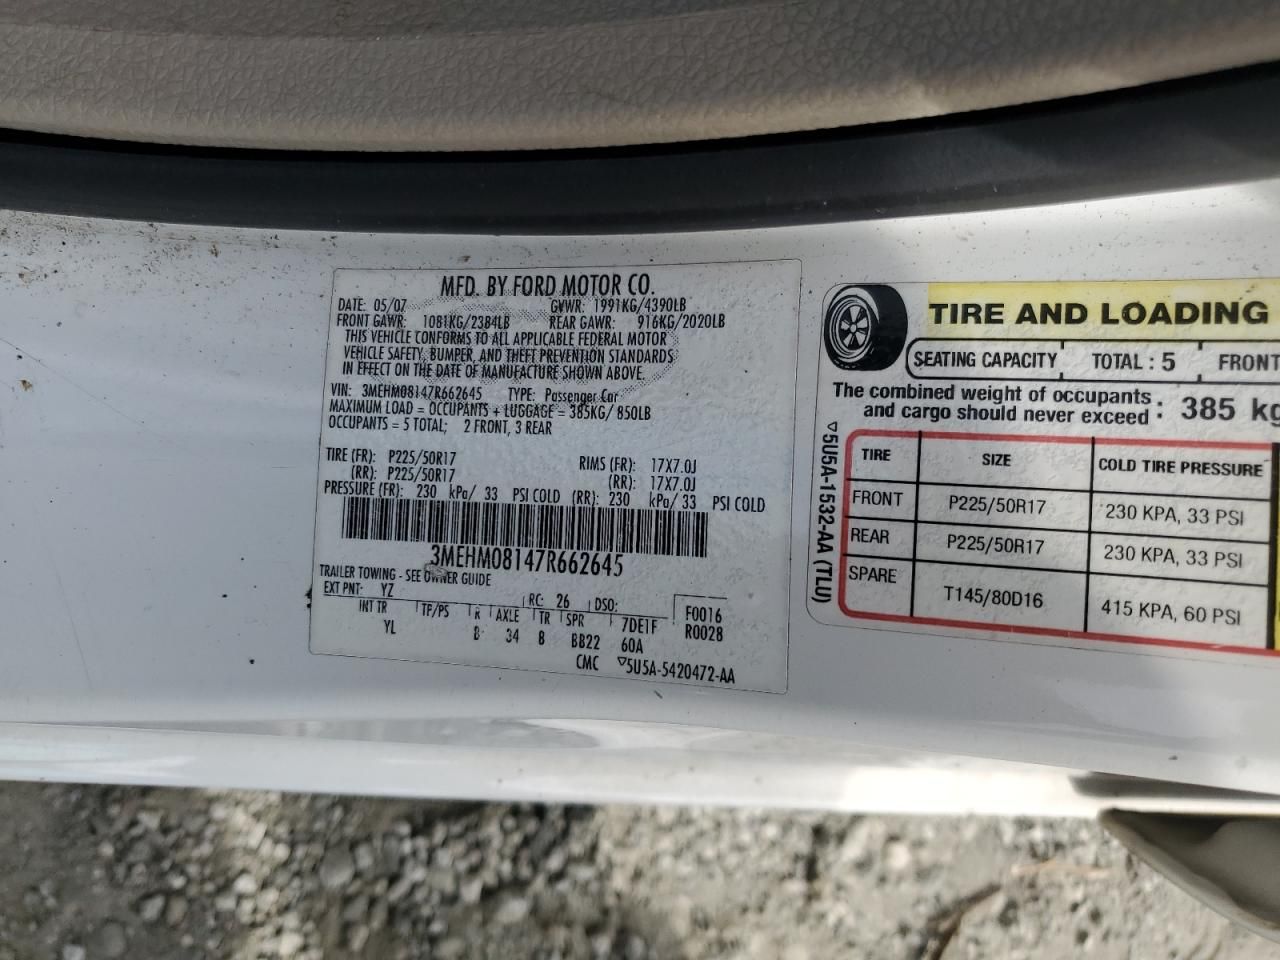 MFD. BY FORD MOTOR CO.
DATE: 05/07 GVWR: 1991KG/4390LB
FRONT GAWR: 1081KG/2384LB REAR GAWR: 916KG/2020LB
THIS VEHICLE CONFORMS TO ALL APPLICABLE FEDERAL MOTOR
VEHICLE SAFETY, BUMPER, AND THEFT PREVENTION STANDARDS
IN EFFECT ON THE DATE OF MANUFACTURE SHOWN ABOVE.
VIN: 3MEHM08147R662645 TYPE: Passenger Car
MAXIMUM LOAD = OCCUPANTS + LUGGAGE = 385KG/ 850LB
OCCUPANTS = 5 TOTAL; 2 FRONT, 3 REAR
TIRE (FR): P225/50R17 RIMS (FR): 17X7.0J
(RR): P225/50R17 (RR): 17X7.0J
PRESSURE (FR): 230 kPa/ 33 PSI COLD (RR): 230 kPa/ 33 PSI COLD
3MEHM08147R662645
TRAILER TOWING - SEE OWNER GUIDE
EXT PNT: YZ RC: 26 DSO: F0016
INT TR TP/PS R AXLE TR SPR 7DE1F R0028
YL B 34 B BB22 60A
CMC ▽5U5A-5420472-AA
TIRE AND LOADING
SEATING CAPACITY TOTAL : 5 FRONT
The combined weight of occupants
and cargo should never exceed : 385 kg
TIRE SIZE COLD TIRE PRESSURE
FRONT P225/50R17 230 KPA, 33 PSI
REAR P225/50R17 230 KPA, 33 PSI
SPARE T145/80D16 415 KPA, 60 PSI
▽5U5A-1532-AA (TLU)